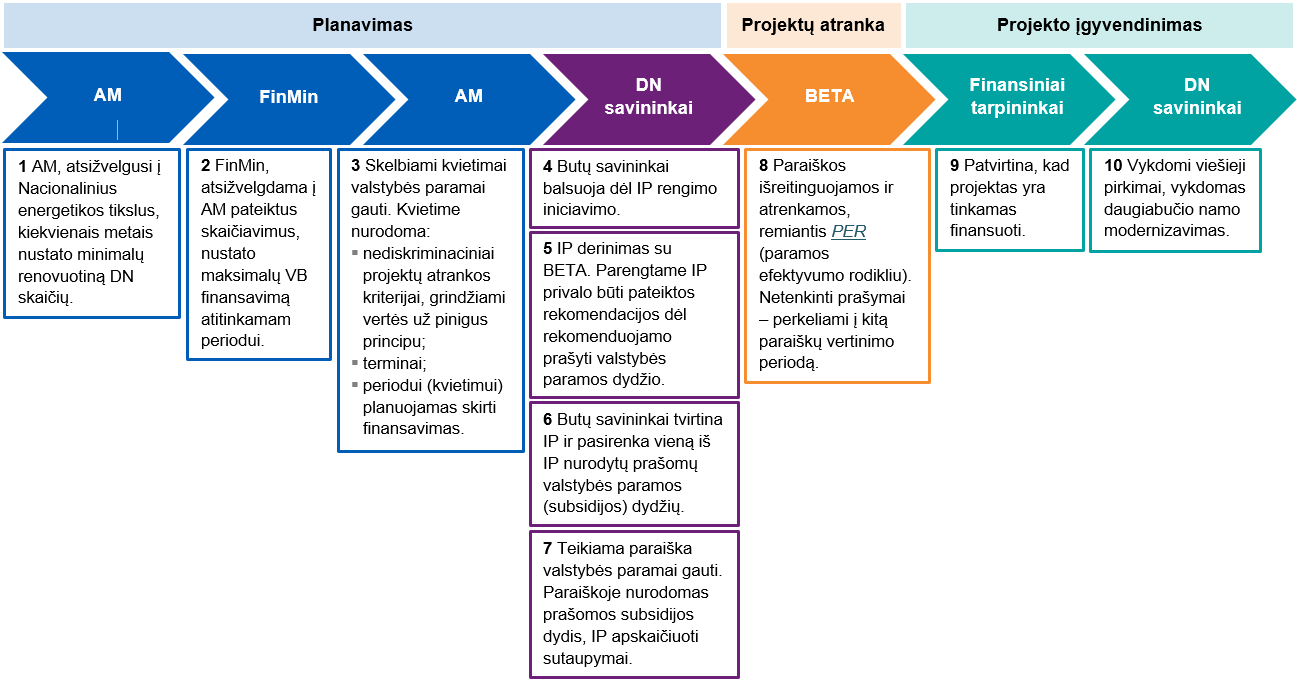 Planavimas
Projektų atranka
Projekto įgyvendinimas
AM
FinMin
AM
DN
savininkai
BETA
Finansiniai
tarpininkai
DN
savininkai
1 AM, atsižvelgusi į
Nacionalinius
energetikos tikslus,
kiekvienais metais
nustato minimalų
renovuotiną DN
skaičių.
2 FinMin,
atsižvelgdama į
AM pateiktus
skaičiavimus,
nustato
maksimalų VB
finansavimą
atitinkamam
periodui.
3 Skelbiami kvietimai
valstybės paramai
gauti. Kvietime
nurodoma:
▪ nediskriminaciniai
projektų atrankos
kriterijai, grindžiami
vertės už pinigus
principu;
▪ terminai;
▪ periodui (kvietimui)
planuojamas skirti
finansavimas.
4 Butų savininkai
balsuoja dėl IP rengimo
iniciavimo.
5 IP derinimas su
BETA. Parengtame IP
privalo būti pateiktos
rekomendacijos dėl
rekomenduojamo
prašyti valstybės
paramos dydžio.
6 Butų savininkai tvirtina
IP ir pasirenka vieną iš
IP nurodytų prašomų
valstybės paramos
(subsidijos) dydžių.
7 Teikiama paraiška
valstybės paramai gauti.
Paraiškoje nurodomas
prašomos subsidijos
dydis, IP apskaičiuoti
sutaupymai.
8 Paraiškos
išreitinguojamos ir
atrenkamos,
remiantis PER
(paramos
efektyvumo rodikliu).
Netenkinti prašymai
– perkeliami į kitą
paraiškų vertinimo
periodą.
9 Patvirtina, kad
projektas yra
tinkamas
finansuoti.
10 Vykdomi viešieji
pirkimai, vykdomas
daugiabučio namo
modernizavimas.